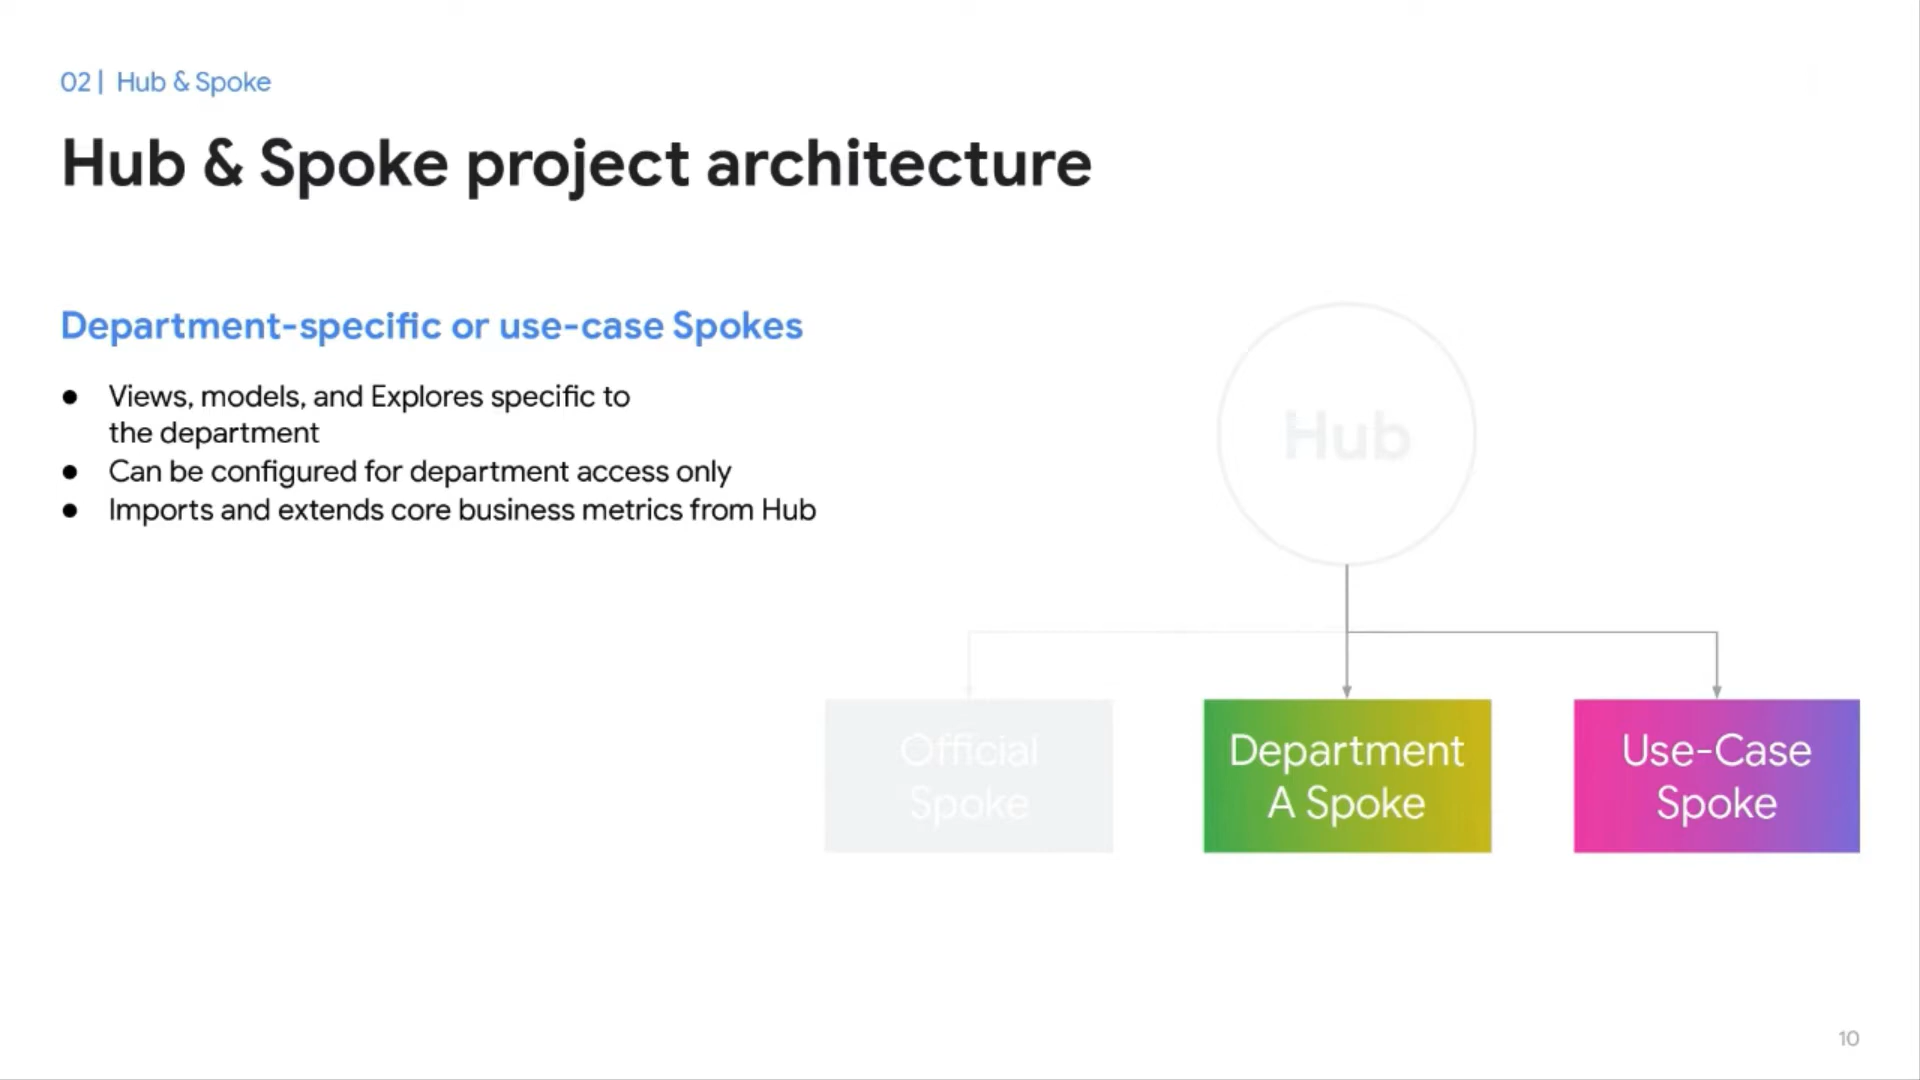 02 | Hub & Spoke
Hub & Spoke project architecture
Department-specific or use-case Spokes
● Views, models, and Explores specific to
the department
● Can be configured for department access only
● Imports and extends core business metrics from Hub
Hub
Official
Spoke
Department
A Spoke
Use-Case
Spoke
10